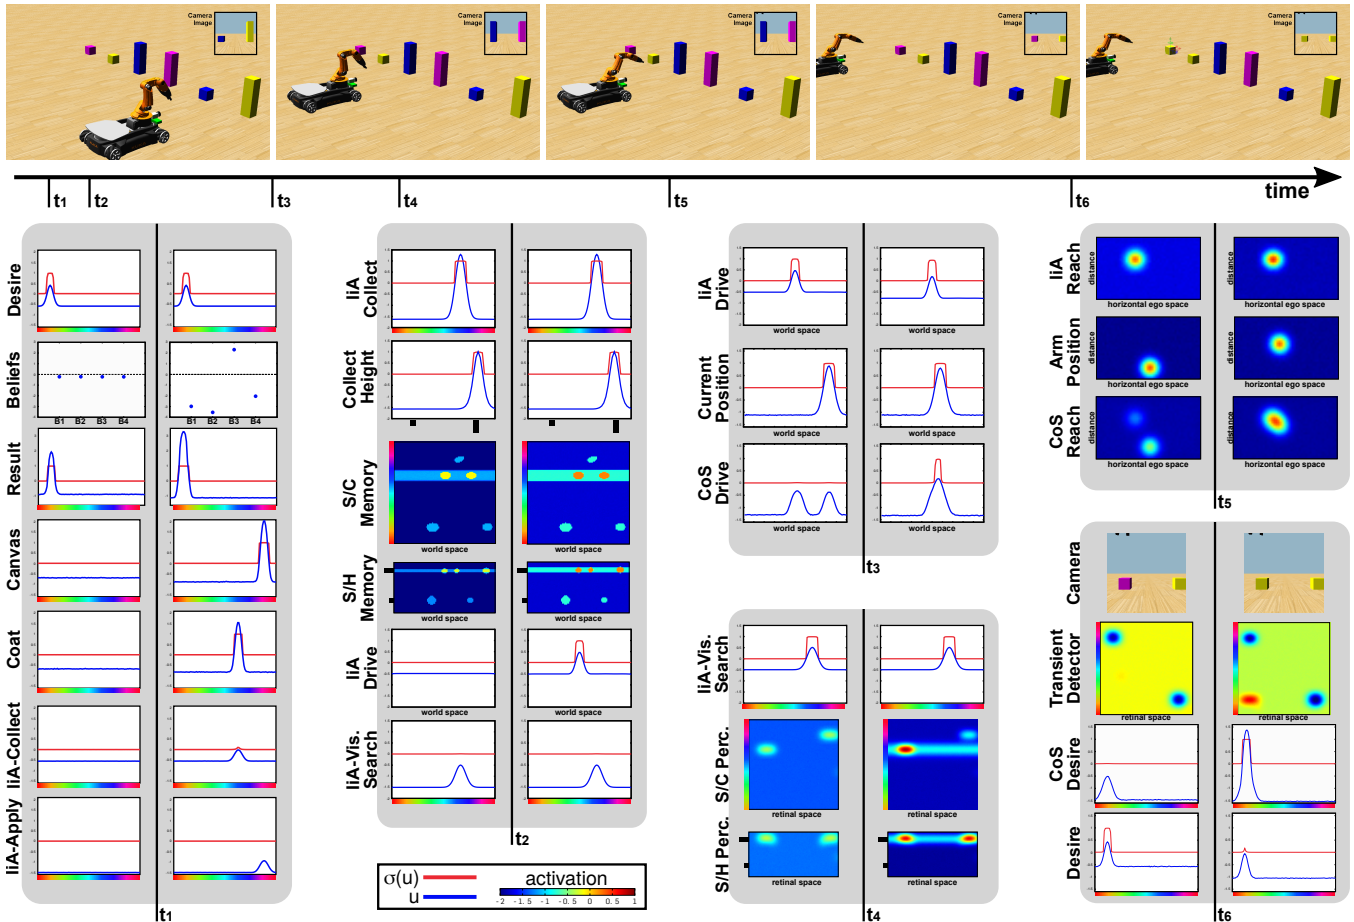 Camera
Image
Camera
Image
Camera
Image
Camera
Image
Camera
Image
t1
t2
t3
t4
t5
t6
time
Desire
Beliefs
B1 B2 B3 B4
B1 B2 B3 B4
Result
Canvas
Coat
IiA-Collect
IiA-Apply
t1
IiA
Collect
Collect
Height
S/C
Memory
world space
world space
S/H
Memory
world space
world space
IiA
Drive
world space
world space
IiA-Vis.
Search
t2
σ(u)
u
activation
-2 -1.5 -1 -0.5 0 0.5 1
IiA
Drive
world space
world space
Current
Position
world space
world space
CoS
Drive
world space
world space
t3
IiA-Vis.
Search
S/C Perc.
retinal space
retinal space
S/H Perc.
retinal space
retinal space
t4
IiA
Reach
distance
horizontal ego space
distance
horizontal ego space
Arm
Position
distance
horizontal ego space
distance
horizontal ego space
CoS
Reach
distance
horizontal ego space
distance
horizontal ego space
t5
Camera
Transient
Detector
retinal space
retinal space
CoS
Desire
Desire
t6